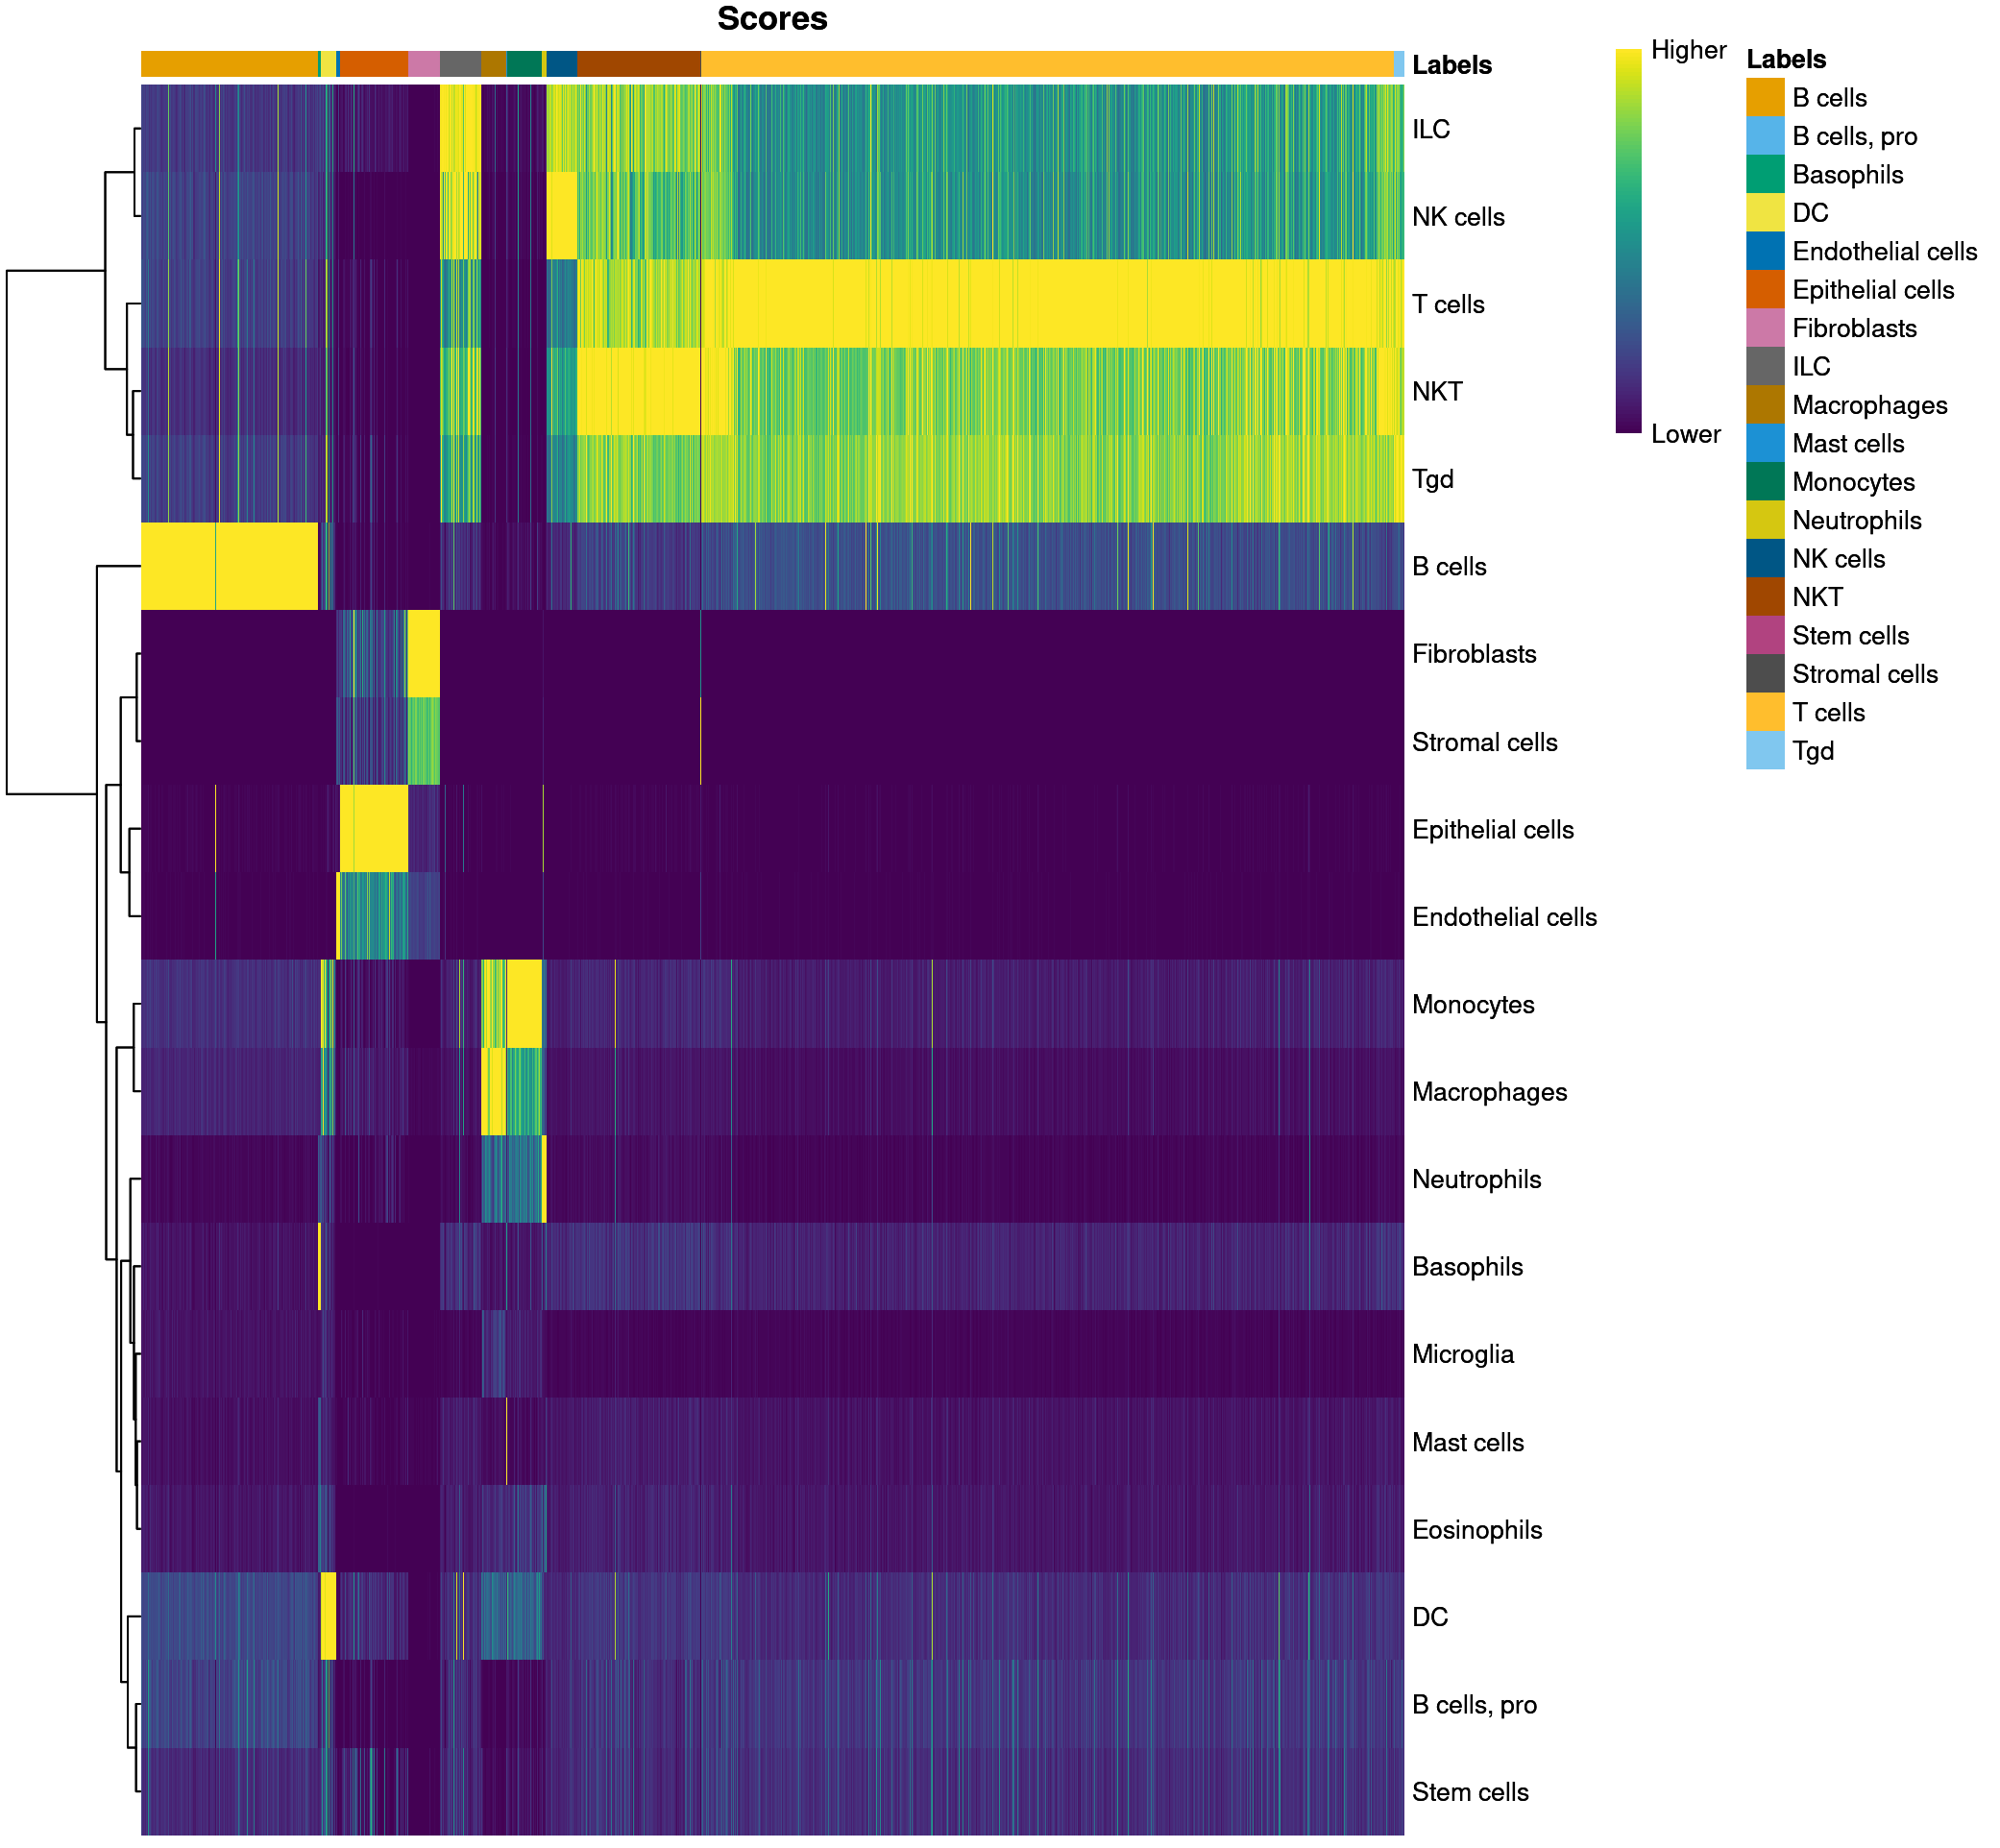 Scores
Labels
ILC
NK cells
T cells
NKT
Tgd
B cells
Fibroblasts
Stromal cells
Epithelial cells
Endothelial cells
Monocytes
Macrophages
Neutrophils
Basophils
Microglia
Mast cells
Eosinophils
DC
B cells, pro
Stem cells
Higher
Lower
Labels
B cells
B cells, pro
Basophils
DC
Endothelial cells
Epithelial cells
Fibroblasts
ILC
Macrophages
Mast cells
Monocytes
Neutrophils
NK cells
NKT
Stem cells
Stromal cells
T cells
Tgd